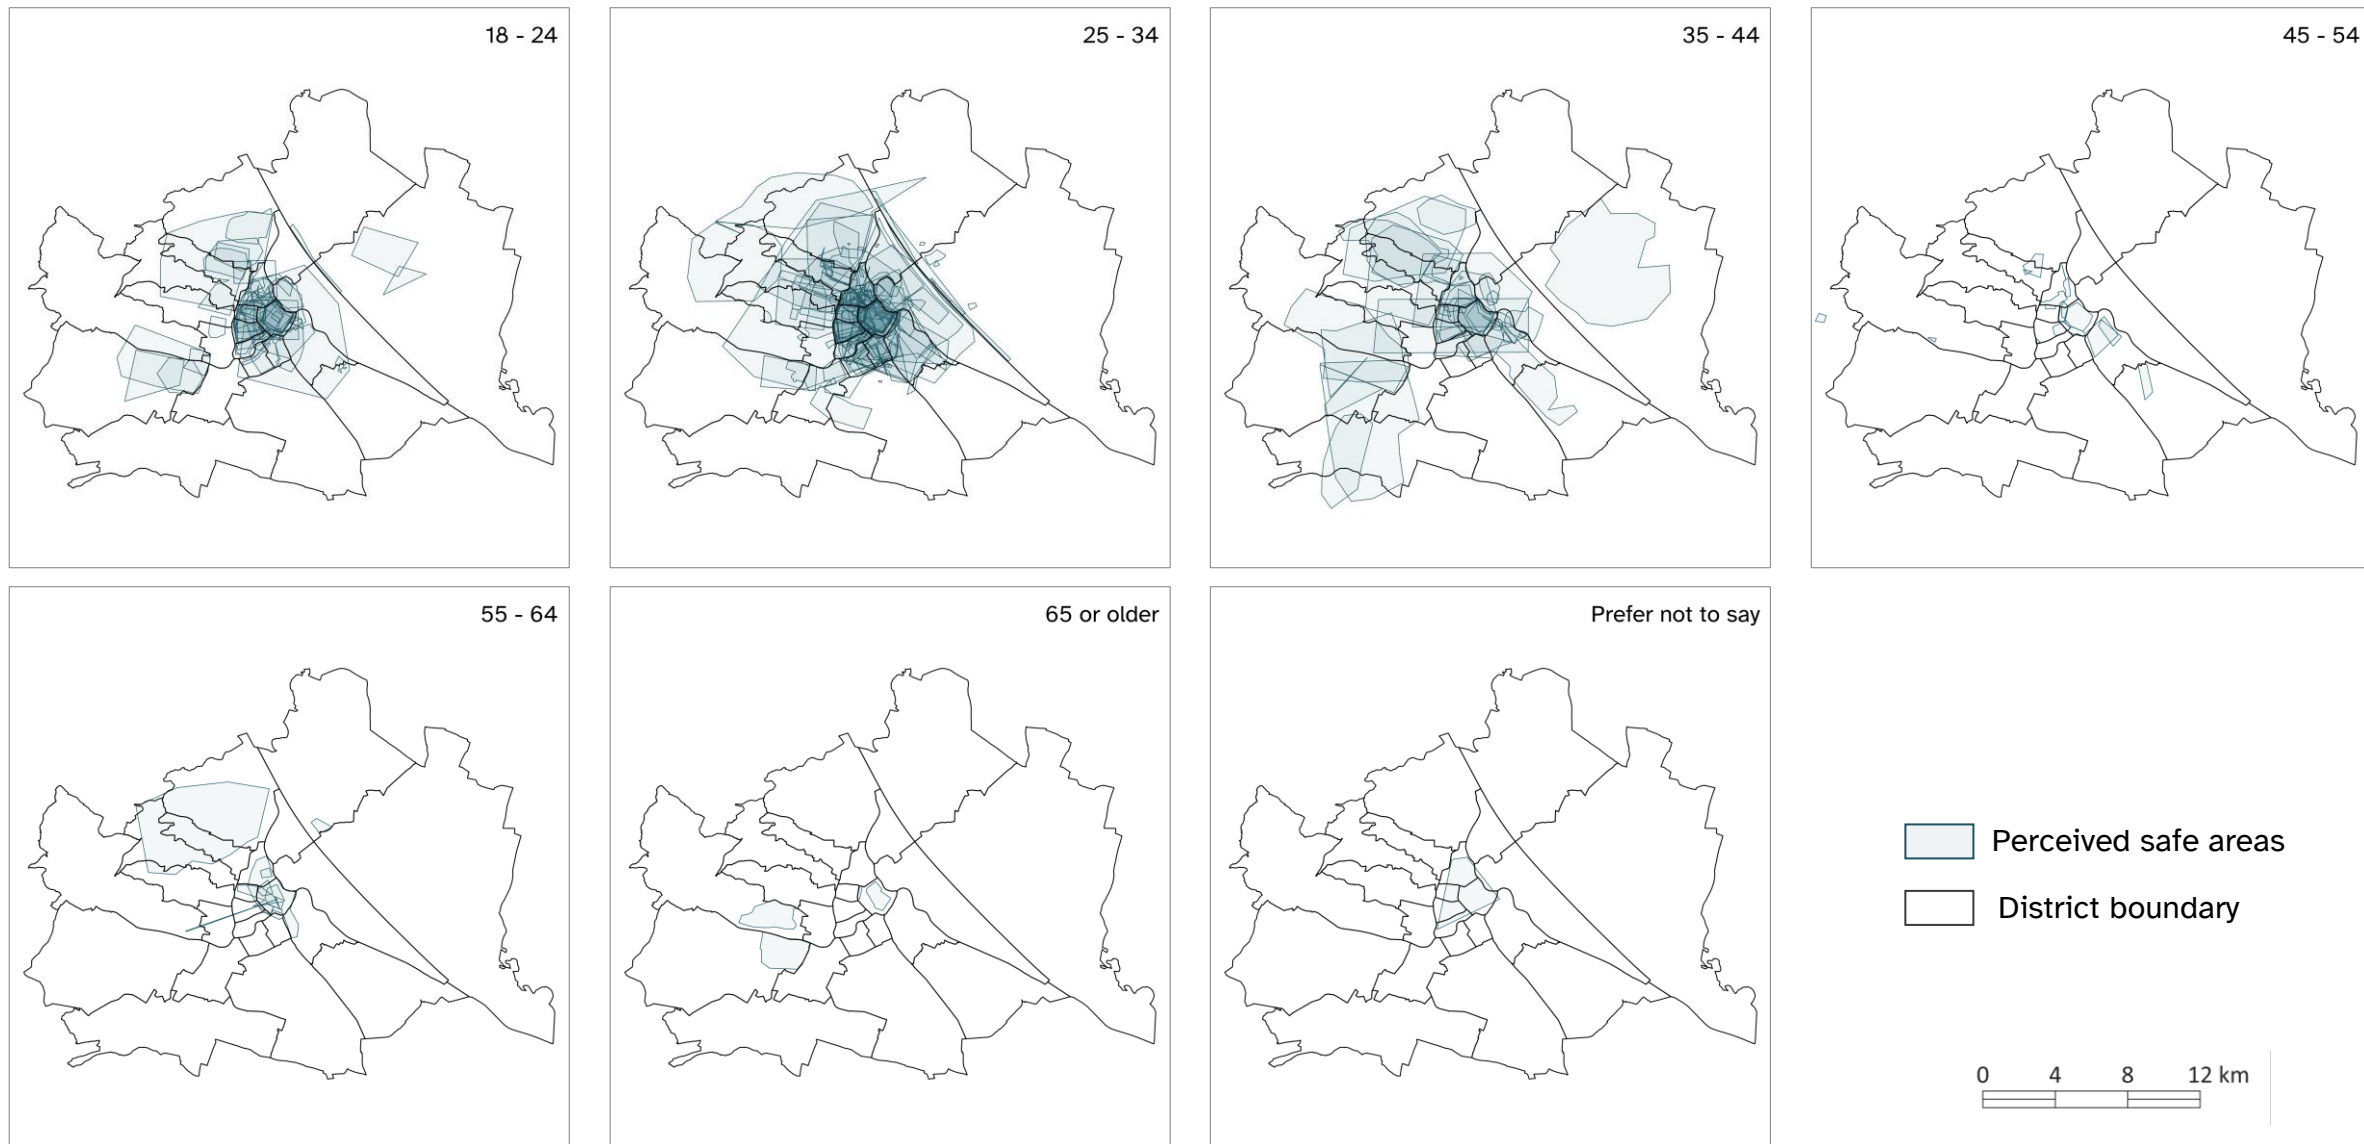 18 - 24
25 - 34
35 - 44
45 - 54
55 - 64
65 or older
Prefer not to say
Perceived safe areas
District boundary
0 4 8 12 km